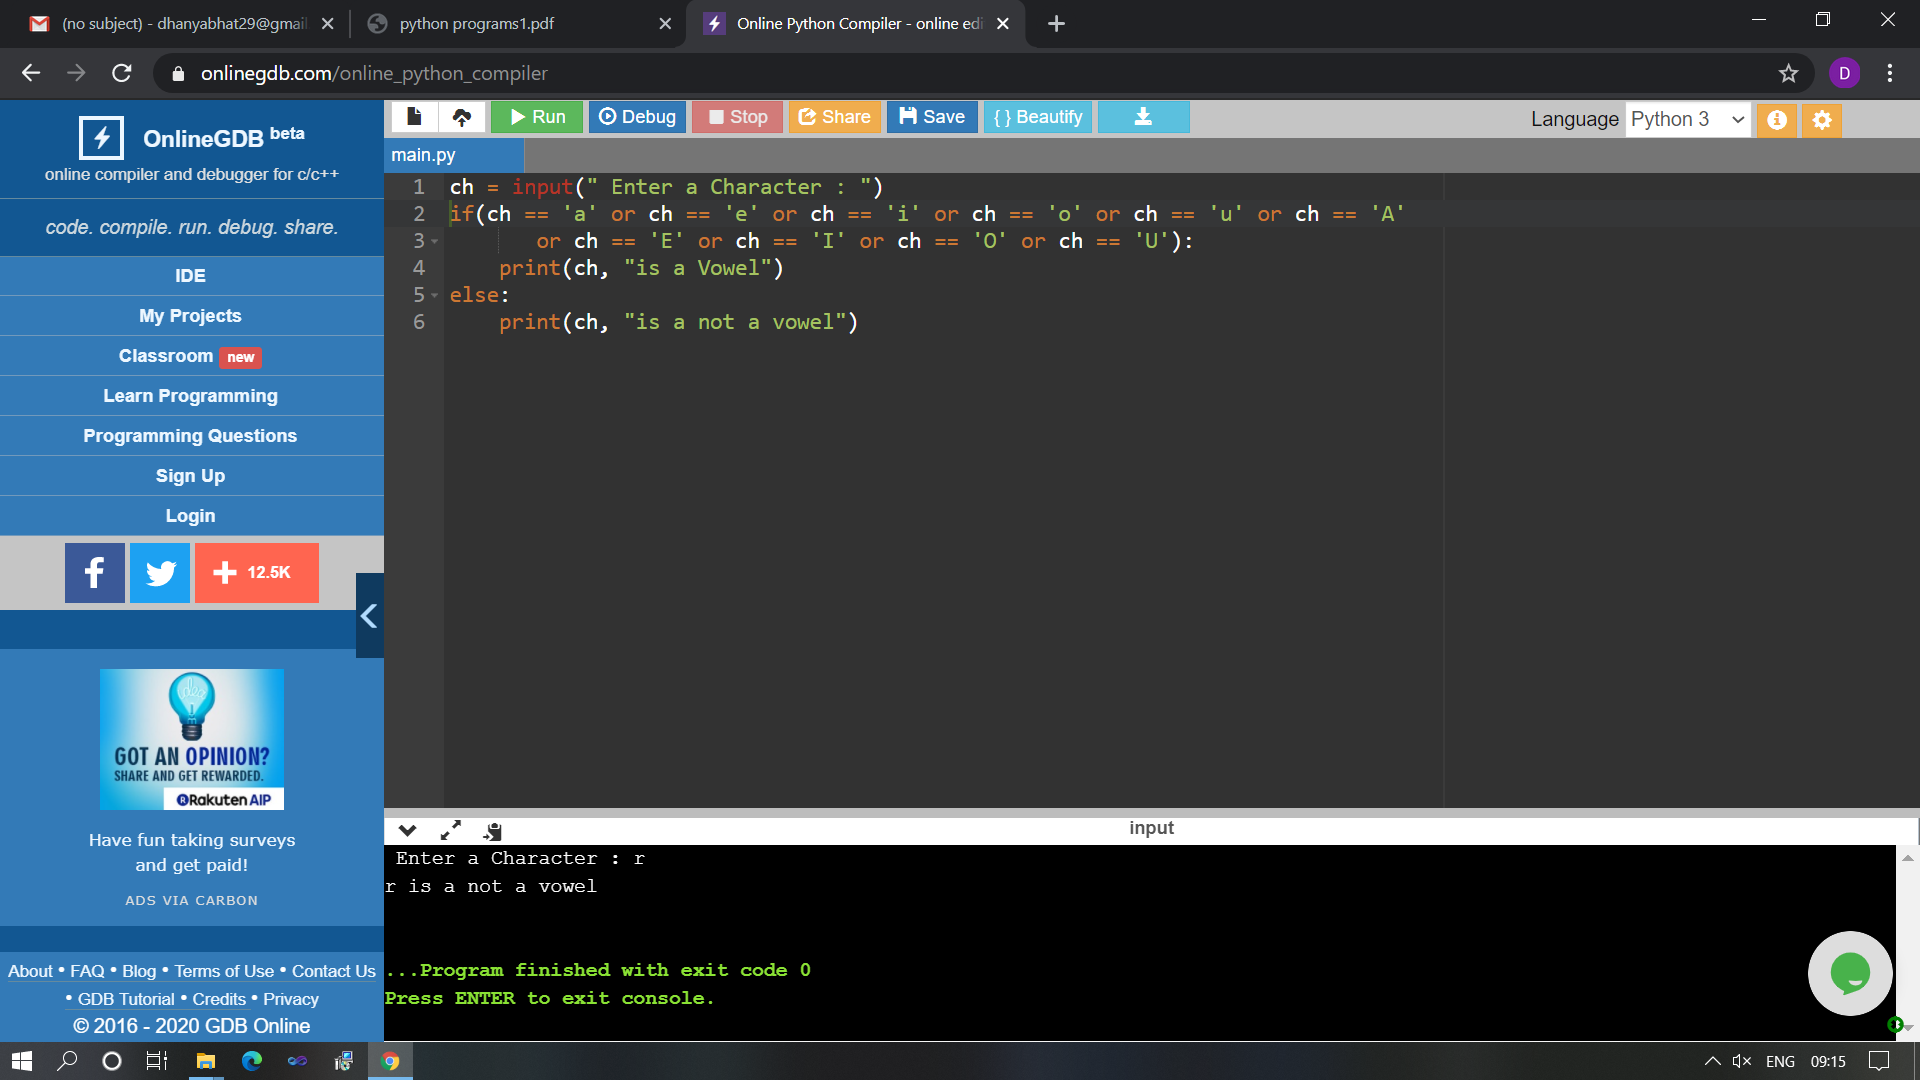 (no subject) - dhanyabhat29@gmai
python programs1.pdf
Online Python Compiler - online edi
onlinegdb.com/online_python_compiler
D
OnlineGDB beta
online compiler and debugger for c/c++
code. compile. run. debug. share.
IDE
My Projects
Classroom new
Learn Programming
Programming Questions
Sign Up
Login
12.5K
idea
GOT AN OPINION?
SHARE AND GET REWARDED.
Rakuten AIP
Have fun taking surveys
and get paid!
ADS VIA CARBON
About • FAQ • Blog • Terms of Use • Contact Us
• GDB Tutorial • Credits • Privacy
© 2016 - 2020 GDB Online
Run Debug Stop Share Save { } Beautify
Language Python 3
main.py
1 ch = input(" Enter a Character : ")
2 if(ch == 'a' or ch == 'e' or ch == 'i' or ch == 'o' or ch == 'u' or ch == 'A'
3 or ch == 'E' or ch == 'I' or ch == 'O' or ch == 'U'):
4 print(ch, "is a Vowel")
5 else:
6 print(ch, "is a not a vowel")
input
Enter a Character : r
r is a not a vowel
...Program finished with exit code 0
Press ENTER to exit console.
ENG 09:15